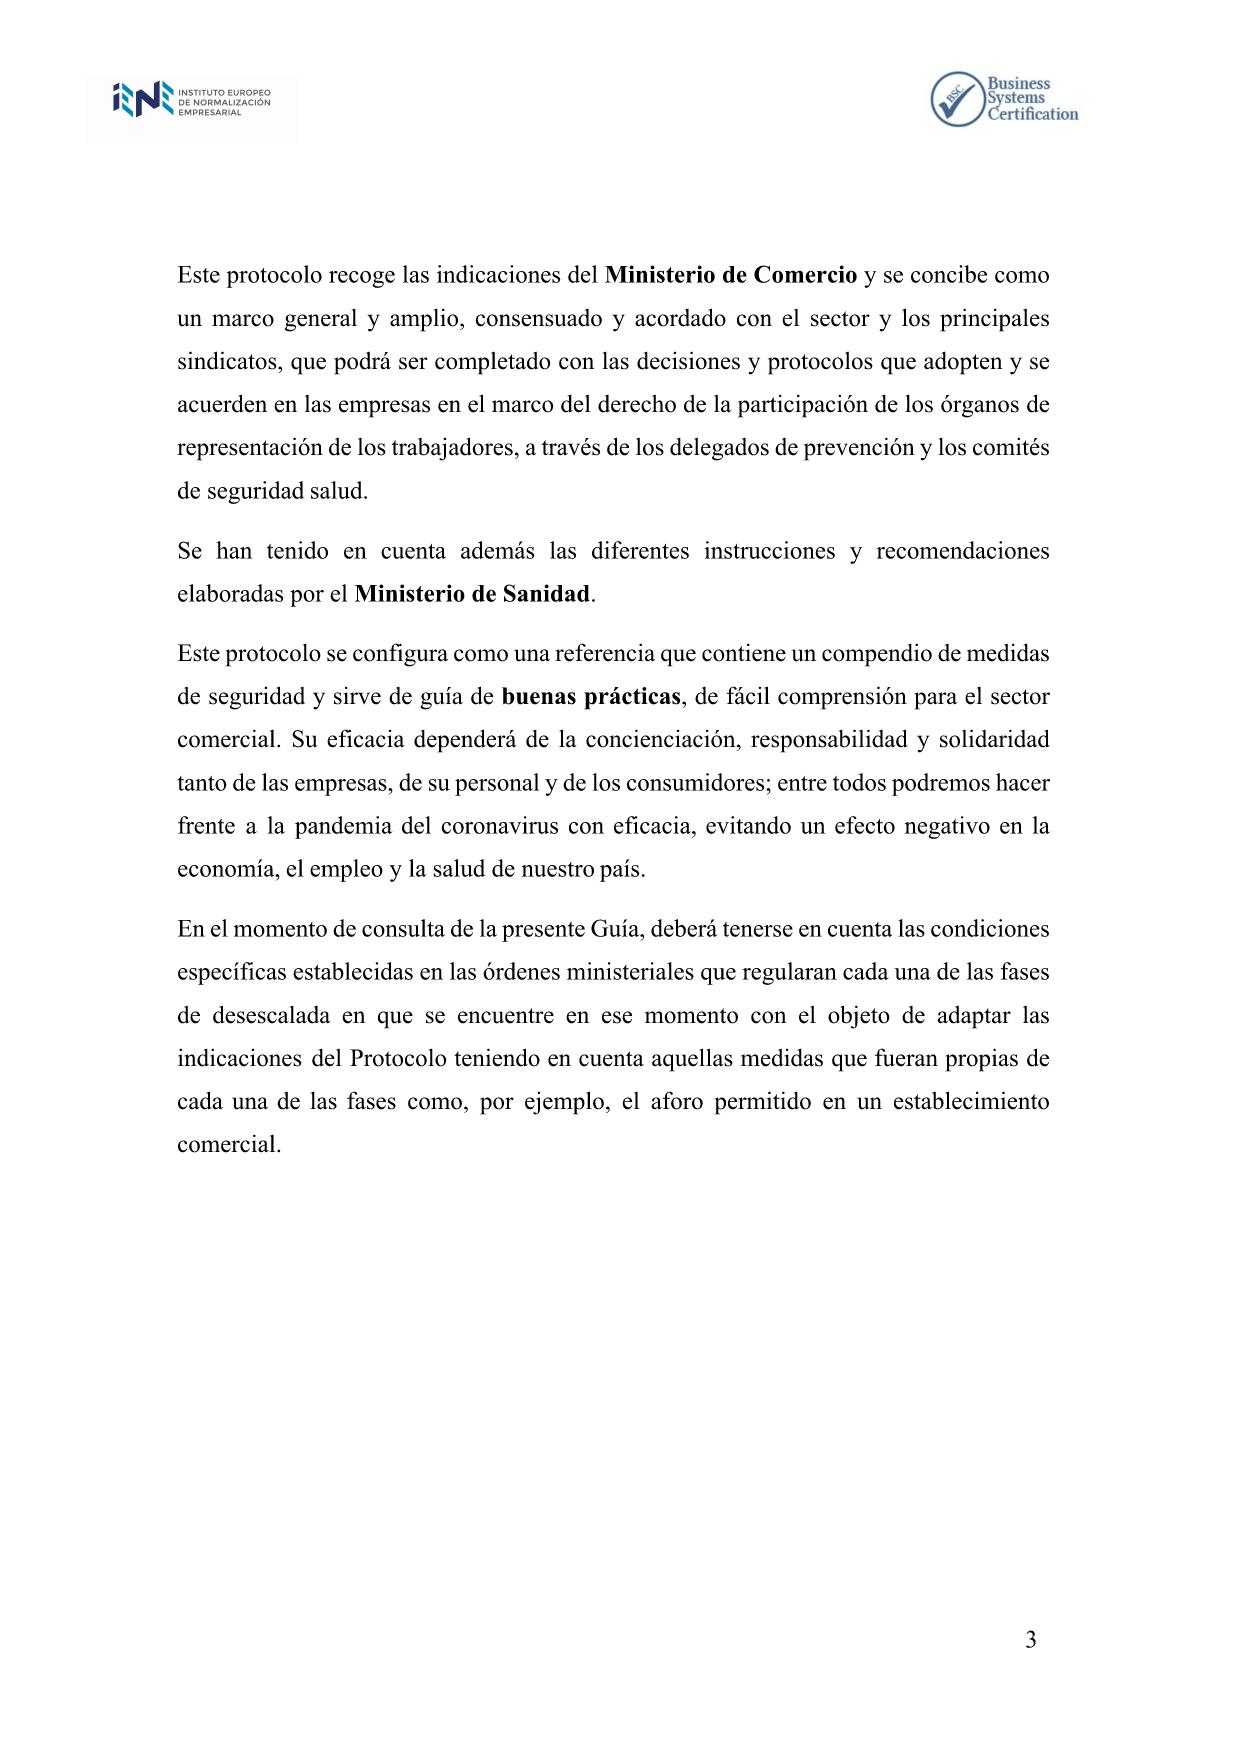 iENE INSTITUTO EUROPEO
DE NORMALIZACIÓN
EMPRESARIAL
BSC Business
Systems
Certification
Este protocolo recoge las indicaciones del Ministerio de Comercio y se concibe como
un marco general y amplio, consensuado y acordado con el sector y los principales
sindicatos, que podrá ser completado con las decisiones y protocolos que adopten y se
acuerden en las empresas en el marco del derecho de la participación de los órganos de
representación de los trabajadores, a través de los delegados de prevención y los comités
de seguridad salud.
Se han tenido en cuenta además las diferentes instrucciones y recomendaciones
elaboradas por el Ministerio de Sanidad.
Este protocolo se configura como una referencia que contiene un compendio de medidas
de seguridad y sirve de guía de buenas prácticas, de fácil comprensión para el sector
comercial. Su eficacia dependerá de la concienciación, responsabilidad y solidaridad
tanto de las empresas, de su personal y de los consumidores; entre todos podremos hacer
frente a la pandemia del coronavirus con eficacia, evitando un efecto negativo en la
economía, el empleo y la salud de nuestro país.
En el momento de consulta de la presente Guía, deberá tenerse en cuenta las condiciones
específicas establecidas en las órdenes ministeriales que regularan cada una de las fases
de desescalada en que se encuentre en ese momento con el objeto de adaptar las
indicaciones del Protocolo teniendo en cuenta aquellas medidas que fueran propias de
cada una de las fases como, por ejemplo, el aforo permitido en un establecimiento
comercial.
3